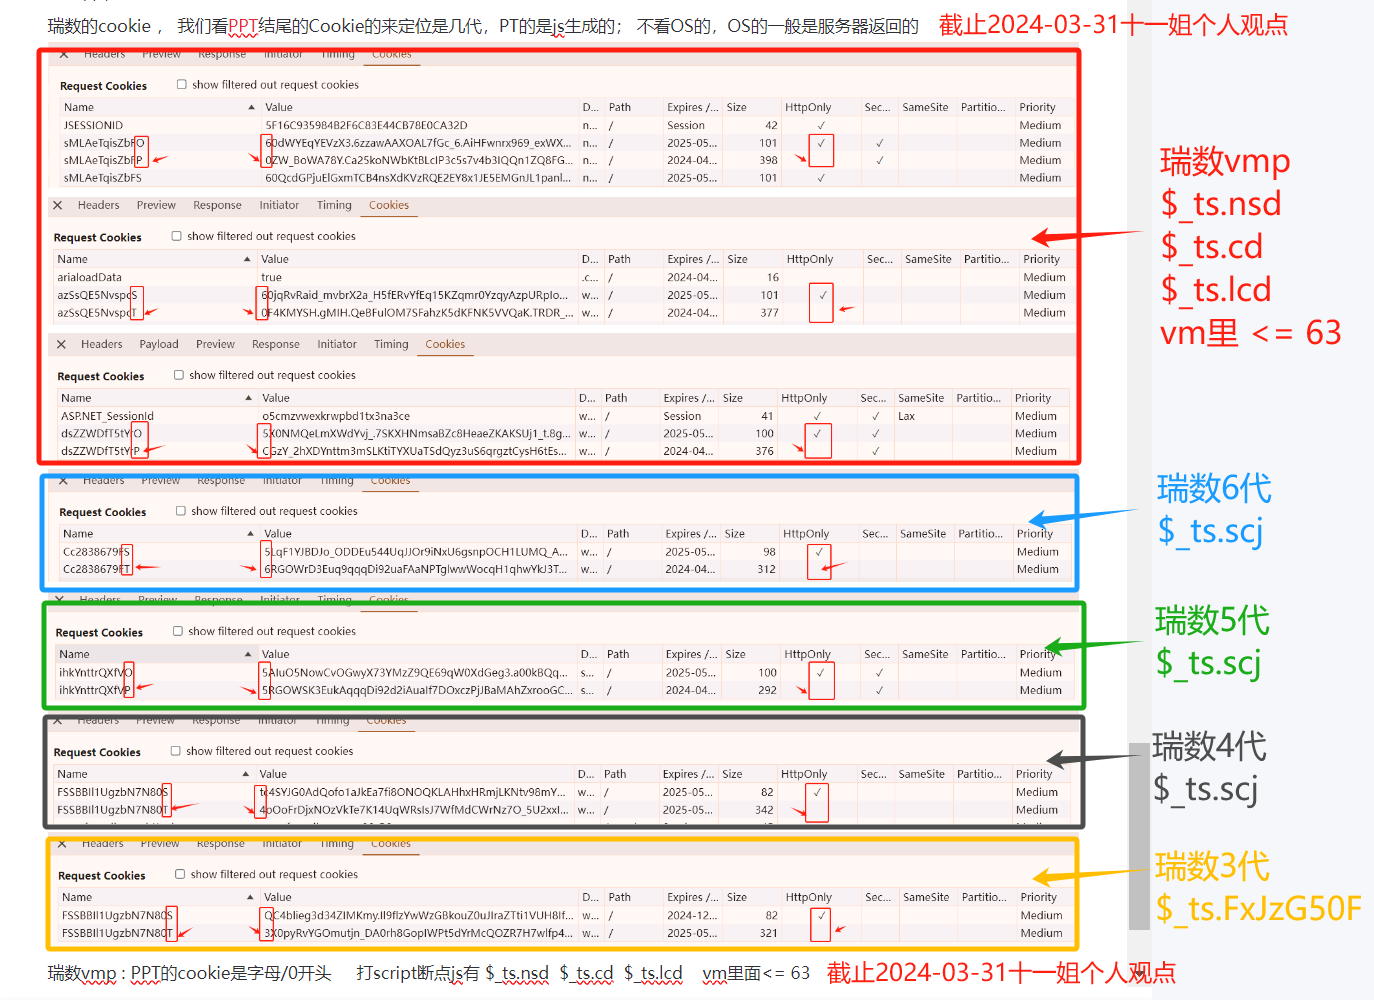 瑞数的cookie ， 我们看PPT结尾的Cookie的来定位是几代，PT的是js生成的； 不看OS的，OS的一般是服务器返回的 截止2024-03-31十一姐个人观点
Headers Preview Response Initiator Timing Cookies
Request Cookies show filtered out request cookies
Name Value D... Path Expires /... Size HttpOnly Sec... SameSite Partitio... Priority
JSESSIONID 5F16C935984B2F6C83E44CB78E0CA32D n... / Session 42 ✓ Medium
sMLAeTqisZbFO 60dWYEqYEVzX3.6zzawAAXOAL7fGc_6.AiHFwnrx969_exWX... n... / 2025-05... 101 ✓ ✓ Medium
sMLAeTqisZbFP 0ZW_BoWA78Y.Ca25koNWbKtBLcIP3c5s7v4b3IQQn1ZQ8FG... n... / 2024-04... 398 ✓ Medium
sMLAeTqisZbFS 60QcdGPjuElGxmTCB4nsXdKVzRQE2EY8x1JE5EMGnJL1panl... n... / 2025-05... 101 ✓ Medium
瑞数vmp
$_ts.nsd
$_ts.cd
$_ts.lcd
vm里 <= 63
Headers Preview Response Initiator Timing Cookies
Request Cookies show filtered out request cookies
Name Value D... Path Expires /... Size HttpOnly Sec... SameSite Partitio... Priority
arialoadData true .c... / 2024-04... 16 Medium
azSsQE5NvspcS 60jqRvRaid_mvbrX2a_H5fERvYfEq15KZqmr0YzqyAzpURpIo... w... / 2025-05... 101 ✓ Medium
azSsQE5NvspcT 0F4KMYSH.gMIH.QeBFulOM7SFahzK5dKFNK5VVQaK.TRDR_... w... / 2024-04... 377 Medium
Headers Payload Preview Response Initiator Timing Cookies
Request Cookies show filtered out request cookies
Name Value D... Path Expires /... Size HttpOnly Sec... SameSite Partitio... Priority
ASP.NET_SessionId o5cmzvwexkrwpbd1tx3na3ce w... / Session 41 ✓ ✓ Lax Medium
dsZZWDfT5tYrO 5X0NMQeLmXWdYvj_.7SKXHNmsaBZc8HeaeZKAKSUj1_t.8g... w... / 2025-05... 100 ✓ ✓ Medium
dsZZWDfT5tYrP CGzY_2hXDYnttm3mSLKtiTYXUaTSdQyz3uS6qrgztCysH6tEs... w... / 2024-04... 376 ✓ Medium
Headers Preview Response Initiator Timing Cookies
Request Cookies show filtered out request cookies
Name Value D... Path Expires /... Size HttpOnly Sec... SameSite Partitio... Priority
Cc2838679FS 5LqF1YJBDJo_ODDEu544UqJJOr9iNxU6gsnpOCH1LUMQ_A... w... / 2025-05... 98 ✓ Medium
Cc2838679FT 6RGOWrD3Euq9qqqDi92uaFAaNPTglwwWocqH1qhwYkJ3T... w... / 2024-04... 312 Medium
瑞数6代
$_ts.scj
Headers Preview Response Initiator Timing Cookies
Request Cookies show filtered out request cookies
Name Value D... Path Expires /... Size HttpOnly Sec... SameSite Partitio... Priority
ihkYnttrQXfVO 5AIuO5NowCvOGwyX73YMzZ9QE69qW0XdGeg3.a00kBQq... s... / 2025-05... 100 ✓ ✓ Medium
ihkYnttrQXfVP 5RGOWSK3EukAqqqDi92d2iAuaIf7DOxczPjJBaMAhZxrooGC... s... / 2024-04... 292 ✓ Medium
瑞数5代
$_ts.scj
Headers Preview Response Initiator Timing Cookies
Request Cookies show filtered out request cookies
Name Value D... Path Expires /... Size HttpOnly Sec... SameSite Partitio... Priority
FSSBBIl1UgzbN7N80S tc4SYJG0AdQofo1aJkEa7fi8ONOQKLAHhxHRmjLKNtv98mY... w... / 2025-05... 82 ✓ Medium
FSSBBIl1UgzbN7N80T 4pOoFrDjxNOzVkTe7K14UqWRsIsJ7WfMdCWrNz7O_5U2xxI... w... / 2025-05... 342 Medium
瑞数4代
$_ts.scj
Headers Preview Response Initiator Timing Cookies
Request Cookies show filtered out request cookies
Name Value D... Path Expires /... Size HttpOnly Sec... SameSite Partitio... Priority
FSSBBIl1UgzbN7N80S QC4blieg3d34ZIMKmy.Il9flzYwWzGBkouZ0uJIraZTti1VUH8If... w... / 2024-12... 82 ✓ Medium
FSSBBIl1UgzbN7N80T 3X0pyRvYGOmutjn_DA0rh8GopIWPt5dYrMcQOZR7H7wIfp4... w... / 2025-05... 321 Medium
瑞数3代
$_ts.FxJzG50F
瑞数vmp : PPT的cookie是字母/0开头 打script断点js有 $_ts.nsd $_ts.cd $_ts.lcd vm里面<= 63 截止2024-03-31十一姐个人观点